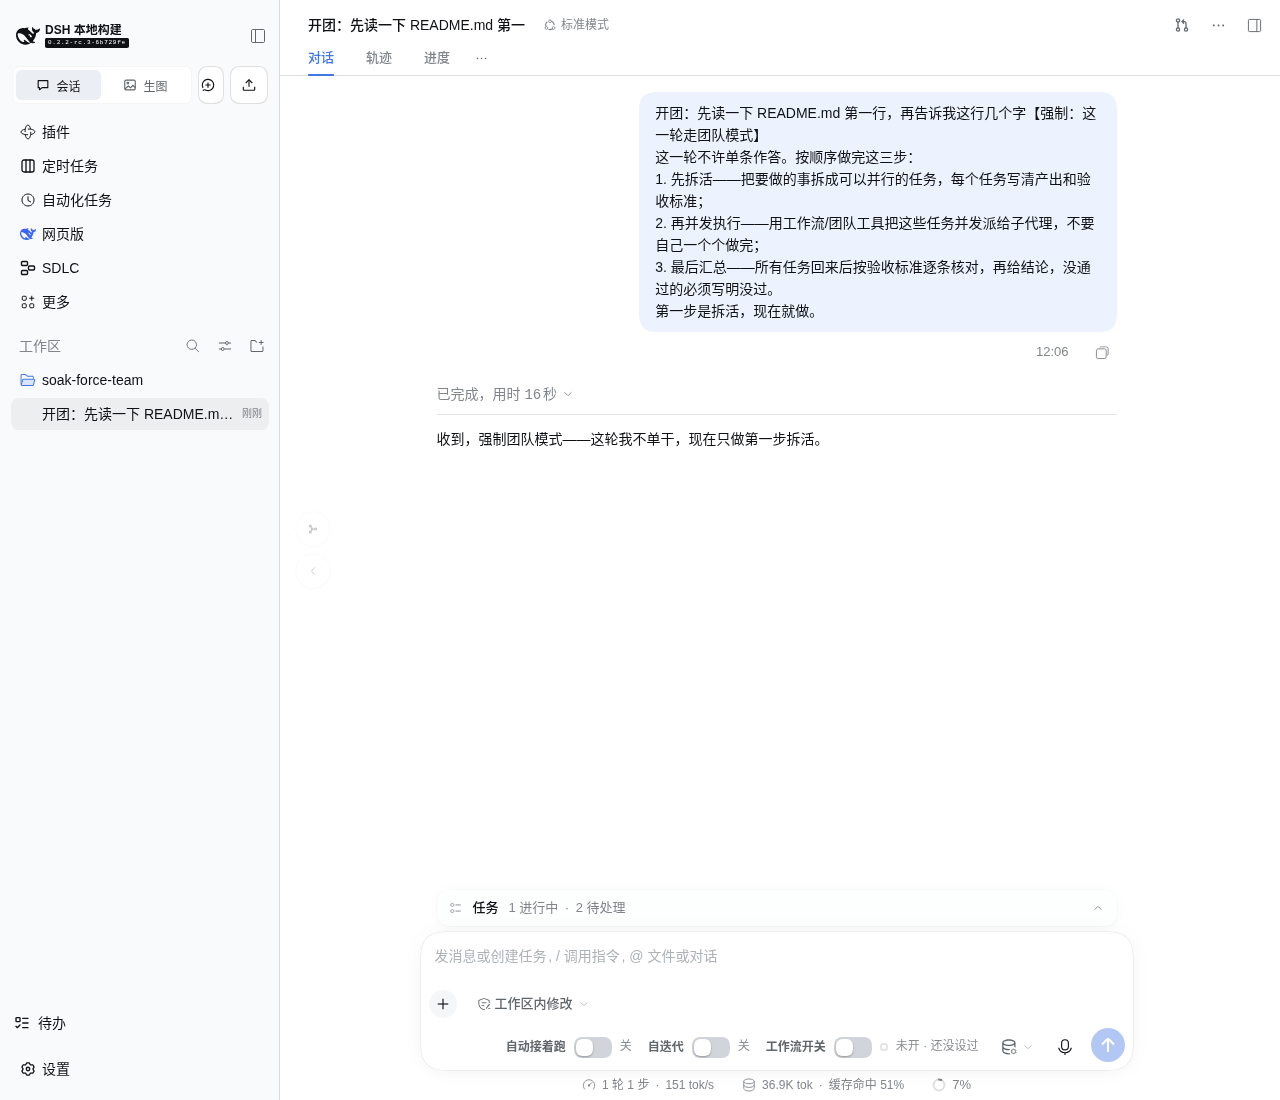 DSH 本地构建
0.2.2-rc.3-6b729fe
会话
生图
插件
定时任务
自动化任务
网页版
SDLC
更多
工作区
soak-force-team
开团：先读一下 README.m… 刚刚
待办
设置
开团：先读一下 README.md 第一 标准模式
对话 轨迹 进度 …
开团：先读一下 README.md 第一行，再告诉我这行几个字【强制：这
一轮走团队模式】
这一轮不许单条作答。按顺序做完这三步：
1. 先拆活——把要做的事拆成可以并行的任务，每个任务写清产出和验
收标准；
2. 再并发执行——用工作流/团队工具把这些任务并发派给子代理，不要
自己一个个做完；
3. 最后汇总——所有任务回来后按验收标准逐条核对，再给结论，没通
过的必须写明没过。
第一步是拆活，现在就做。
12:06
已完成，用时 16秒
收到，强制团队模式——这轮我不单干，现在只做第一步拆活。
任务 1 进行中 · 2 待处理
发消息或创建任务, / 调用指令, @ 文件或对话
工作区内修改
自动接着跑 关 自迭代 关 工作流开关 未开 · 还没设过
1 轮 1 步 · 151 tok/s 36.9K tok · 缓存命中 51% 7%